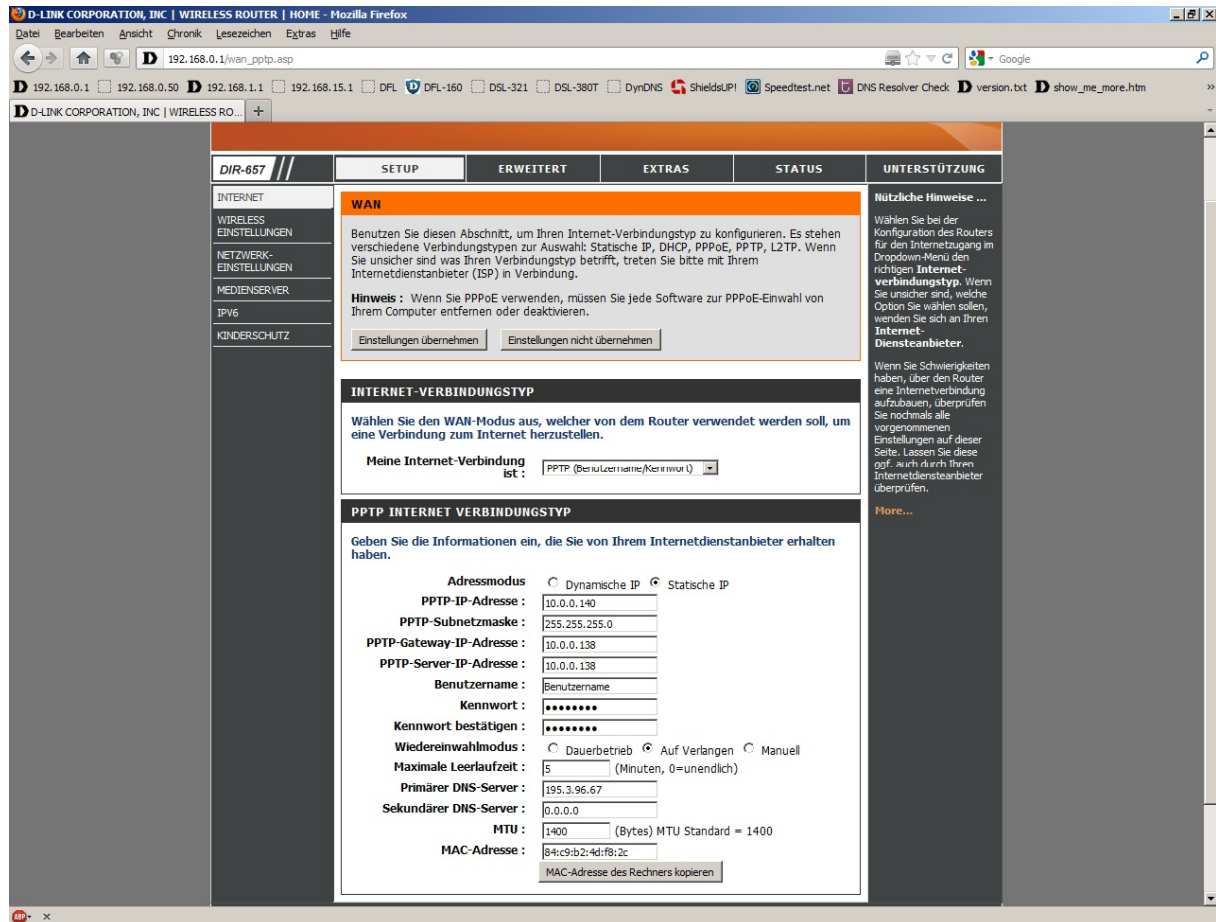 D-LINK CORPORATION, INC | WIRELESS ROUTER | HOME - Mozilla Firefox
Datei Bearbeiten Ansicht Chronik Lesezeichen Extras Hilfe
192.168.0.1/wan_pptp.asp
Google
192.168.0.1 192.168.0.50 192.168.1.1 192.168.15.1 DFL DFL-160 DSL-321 DSL-380T DynDNS ShieldsUP! Speedtest.net DNS Resolver Check version.txt show_me_more.htm »
D-LINK CORPORATION, INC | WIRELESS RO... +
DIR-657 // SETUP ERWEITERT EXTRAS STATUS UNTERSTÜTZUNG
INTERNET
WIRELESS
EINSTELLUNGEN
NETZWERK-
EINSTELLUNGEN
MEDIENSERVER
IPV6
KINDERSCHUTZ
WAN
Benutzen Sie diesen Abschnitt, um Ihren Internet-Verbindungstyp zu konfigurieren. Es stehen
verschiedene Verbindungstypen zur Auswahl: Statische IP, DHCP, PPPoE, PPTP, L2TP. Wenn
Sie unsicher sind was Ihren Verbindungstyp betrifft, treten Sie bitte mit Ihrem
Internetdienstanbieter (ISP) in Verbindung.
Hinweis : Wenn Sie PPPoE verwenden, müssen Sie jede Software zur PPPoE-Einwahl von
Ihrem Computer entfernen oder deaktivieren.
Einstellungen übernehmen Einstellungen nicht übernehmen
INTERNET-VERBINDUNGSTYP
Wählen Sie den WAN-Modus aus, welcher von dem Router verwendet werden soll, um
eine Verbindung zum Internet herzustellen.
Meine Internet-Verbindung
ist : PPTP (Benutzername/Kennwort)
PPTP INTERNET VERBINDUNGSTYP
Geben Sie die Informationen ein, die Sie von Ihrem Internetdienstanbieter erhalten
haben.
Adressmodus Dynamische IP Statische IP
PPTP-IP-Adresse : 10.0.0.140
PPTP-Subnetzmaske : 255.255.255.0
PPTP-Gateway-IP-Adresse : 10.0.0.138
PPTP-Server-IP-Adresse : 10.0.0.138
Benutzername : Benutzername
Kennwort : ••••••••
Kennwort bestätigen : ••••••••
Wiedereinwahlmodus : Dauerbetrieb Auf Verlangen Manuell
Maximale Leerlaufzeit : 5 (Minuten, 0=unendlich)
Primärer DNS-Server : 195.3.96.67
Sekundärer DNS-Server : 0.0.0.0
MTU : 1400 (Bytes) MTU Standard = 1400
MAC-Adresse : 84:c9:b2:4d:f8:2c
MAC-Adresse des Rechners kopieren
Nützliche Hinweise ...
Wählen Sie bei der
Konfiguration des Routers
für den Internetzugang im
Dropdown-Menü den
richtigen Internet-
verbindungstyp. Wenn
Sie unsicher sind, welche
Option Sie wählen sollen,
wenden Sie sich an Ihren
Internet-
Diensteanbieter.
Wenn Sie Schwierigkeiten
haben, über den Router
eine Internetverbindung
aufzubauen, überprüfen
Sie nochmals alle
vorgenommenen
Einstellungen auf dieser
Seite. Lassen Sie diese
ggf. auch durch Ihren
Internetdiensteanbieter
überprüfen.
More...
ABP